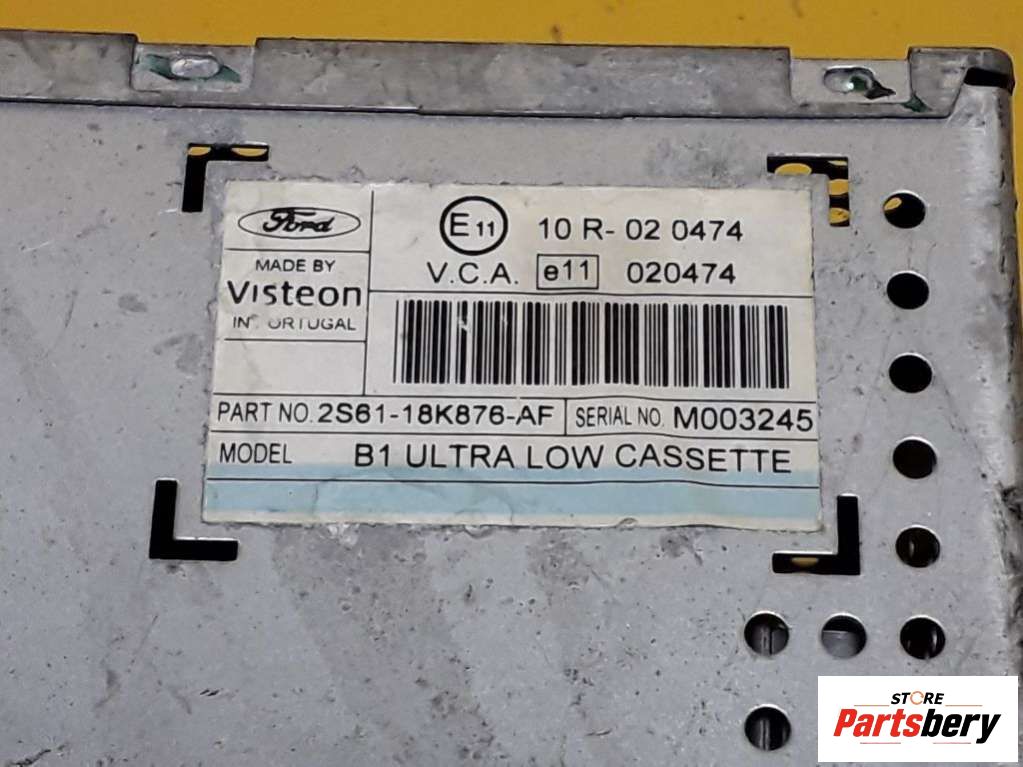 Ford
MADE BY
Visteon
IN PORTUGAL
E11 10 R- 02 0474
V.C.A. e11 020474
PART NO. 2S61-18K876-AF SERIAL NO. M003245
MODEL B1 ULTRA LOW CASSETTE
STORE
Partsbery